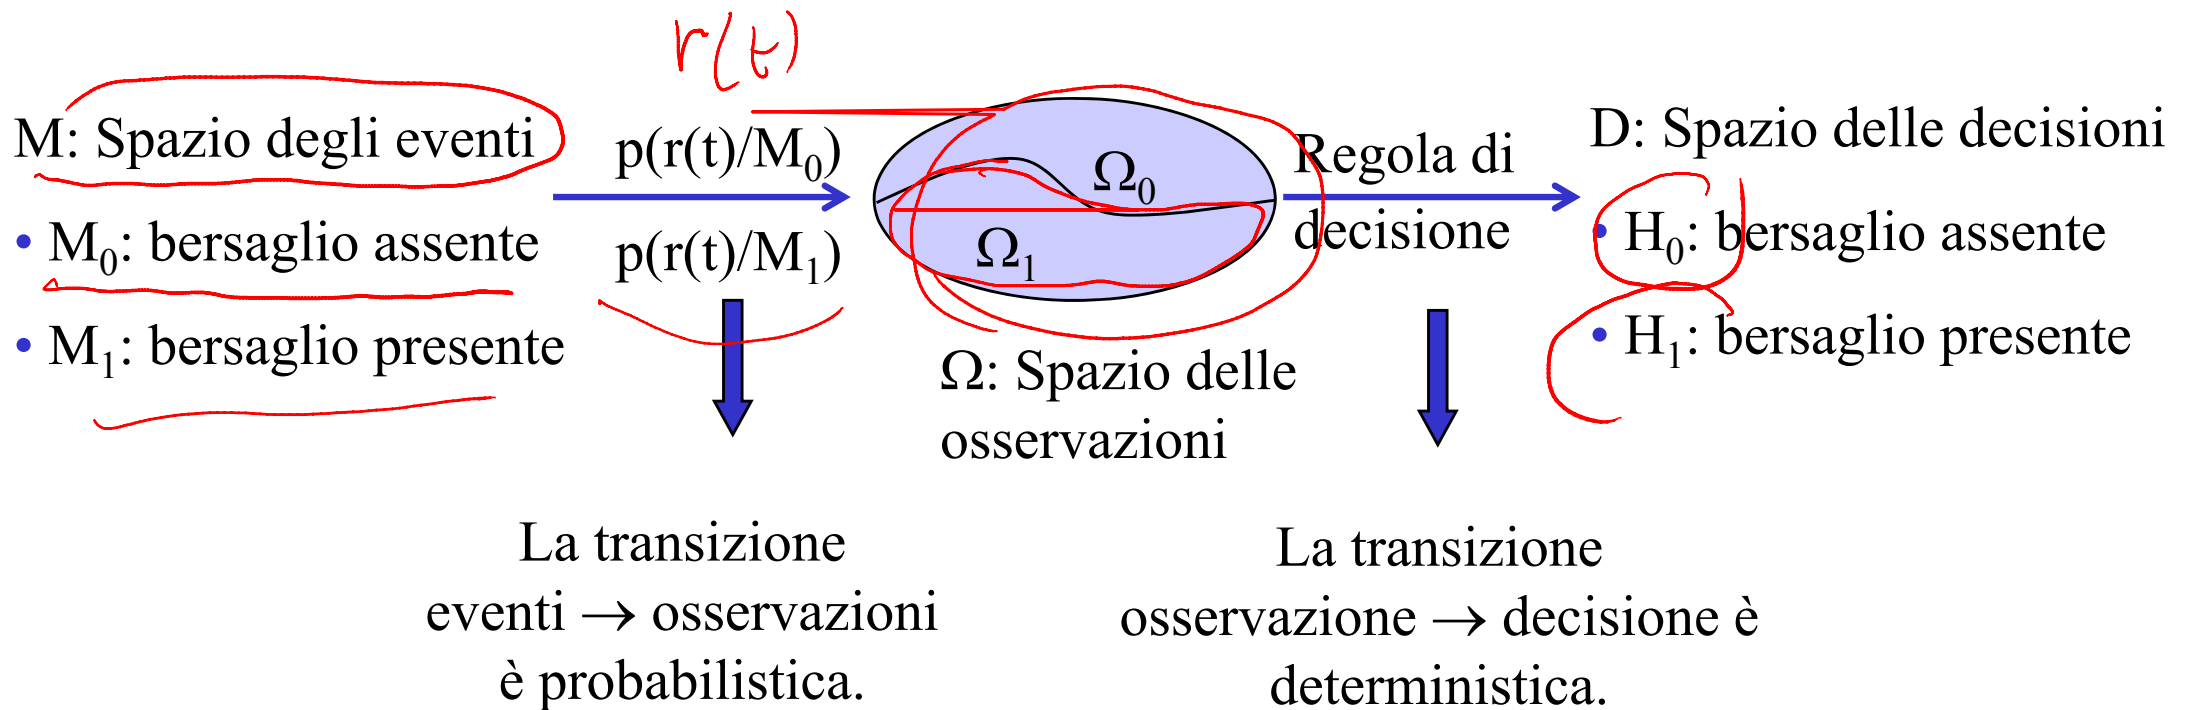 r(t)
M: Spazio degli eventi
• M₀: bersaglio assente
• M₁: bersaglio presente
p(r(t)/M₀)
p(r(t)/M₁)
Ω₀
Ω₁
Ω: Spazio delle
osservazioni
Regola di
decisione
D: Spazio delle decisioni
• H₀: bersaglio assente
• H₁: bersaglio presente
La transizione
eventi → osservazioni
è probabilistica.
La transizione
osservazione → decisione è
deterministica.